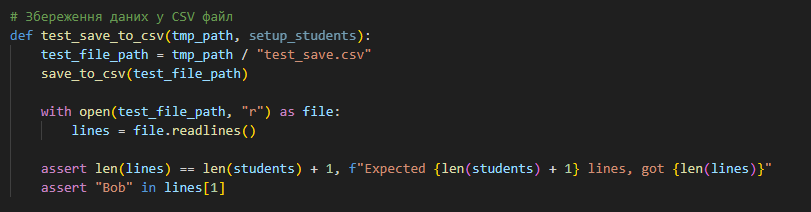 # Збереження даних у CSV файл
def test_save_to_csv(tmp_path, setup_students):
    test_file_path = tmp_path / "test_save.csv"
    save_to_csv(test_file_path)

    with open(test_file_path, "r") as file:
        lines = file.readlines()

    assert len(lines) == len(students) + 1, f"Expected {len(students) + 1} lines, got {len(lines)}"
    assert "Bob" in lines[1]